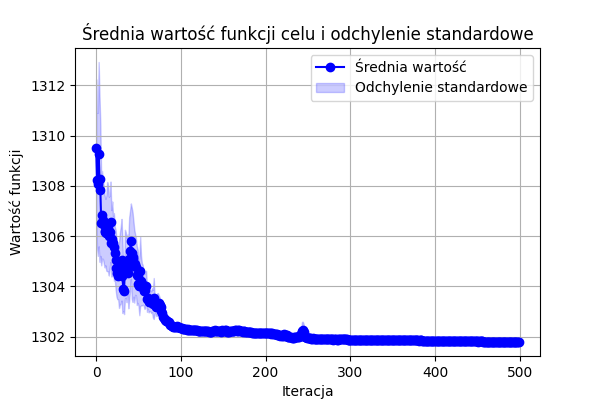 Średnia wartość funkcji celu i odchylenie standardowe
Średnia wartość
Odchylenie standardowe
Wartość funkcji
1312
1310
1308
1306
1304
1302
0 100 200 300 400 500
Iteracja